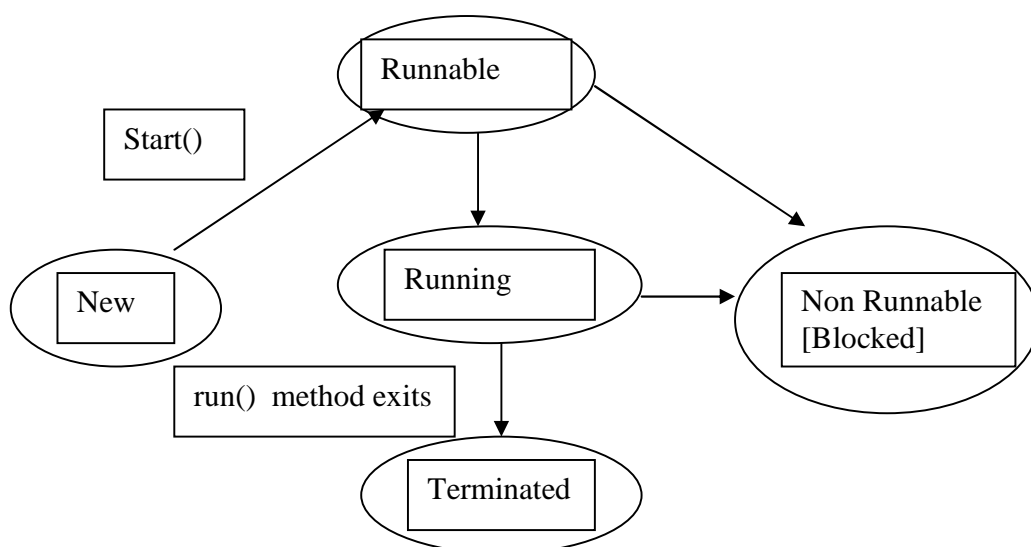 Runnable
Start()
New
Running
Non Runnable
[Blocked]
run()  method exits
Terminated